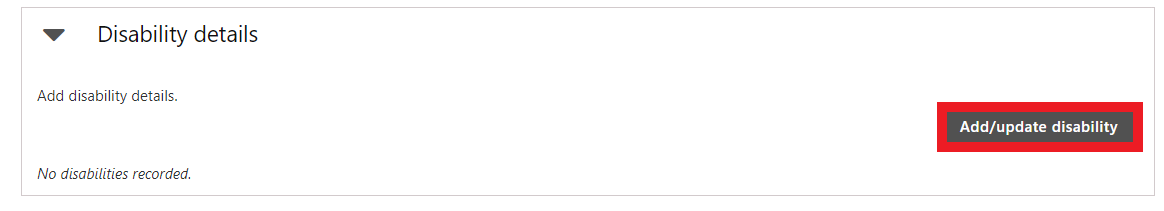 Disability details
Add disability details.
Add/update disability
No disabilities recorded.